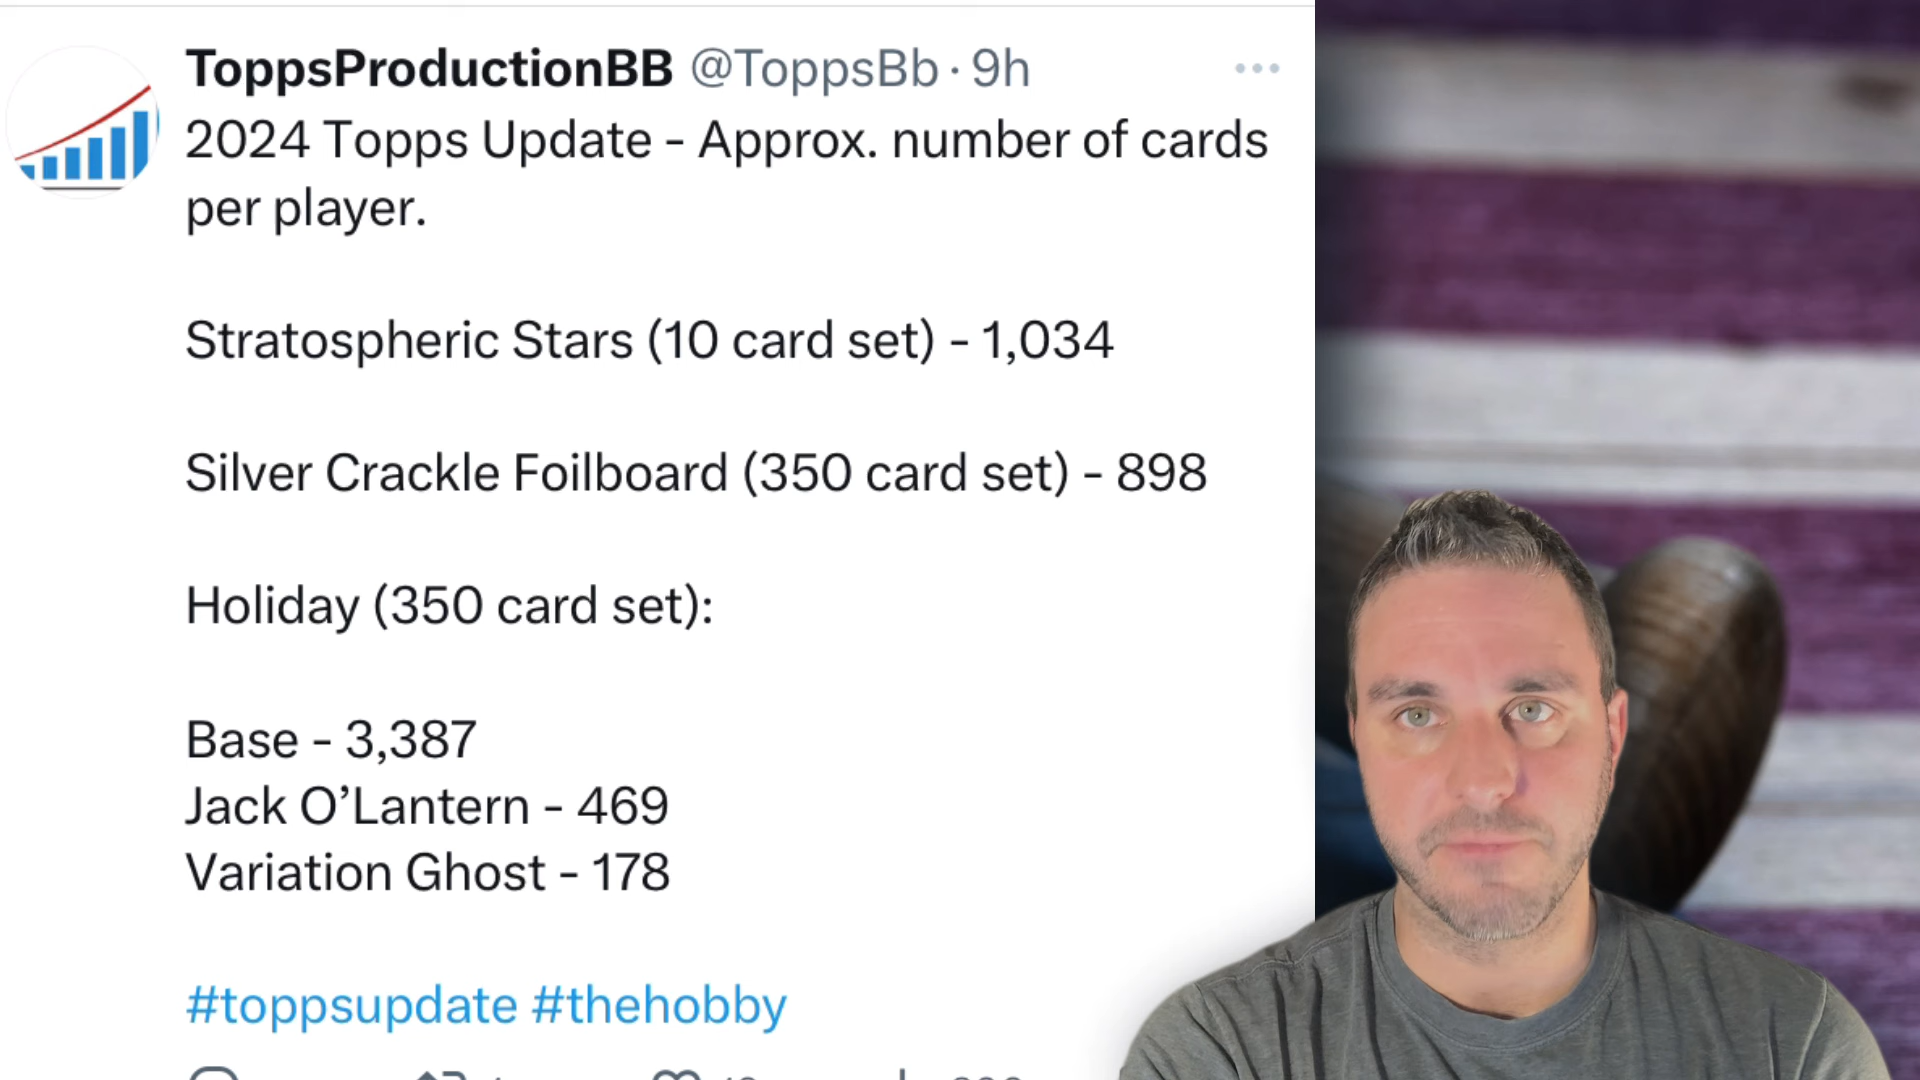 ToppsProductionBB @ToppsBb · 9h
2024 Topps Update - Approx. number of cards
per player.
Stratospheric Stars (10 card set) - 1,034
Silver Crackle Foilboard (350 card set) - 898
Holiday (350 card set):
Base - 3,387
Jack O’Lantern - 469
Variation Ghost - 178
#toppsupdate #thehobby